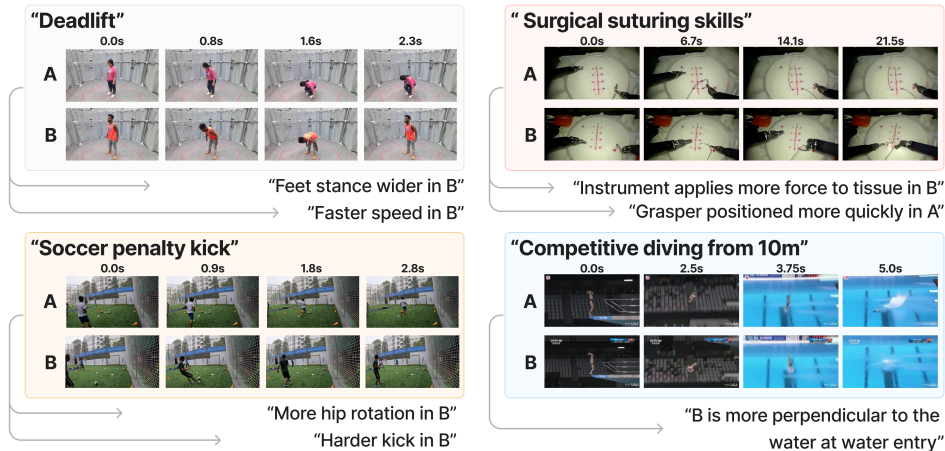 “Deadlift”
0.0s 0.8s 1.6s 2.3s
A
B
“Feet stance wider in B”
”Faster speed in B”
“ Surgical suturing skills”
0.0s 6.7s 14.1s 21.5s
A
B
“Instrument applies more force to tissue in B”
“Grasper positioned more quickly in A”
“Soccer penalty kick”
0.0s 0.9s 1.8s 2.8s
A
B
“More hip rotation in B”
“Harder kick in B”
“Competitive diving from 10m”
0.0s 2.5s 3.75s 5.0s
A
B
“B is more perpendicular to the
water at water entry”